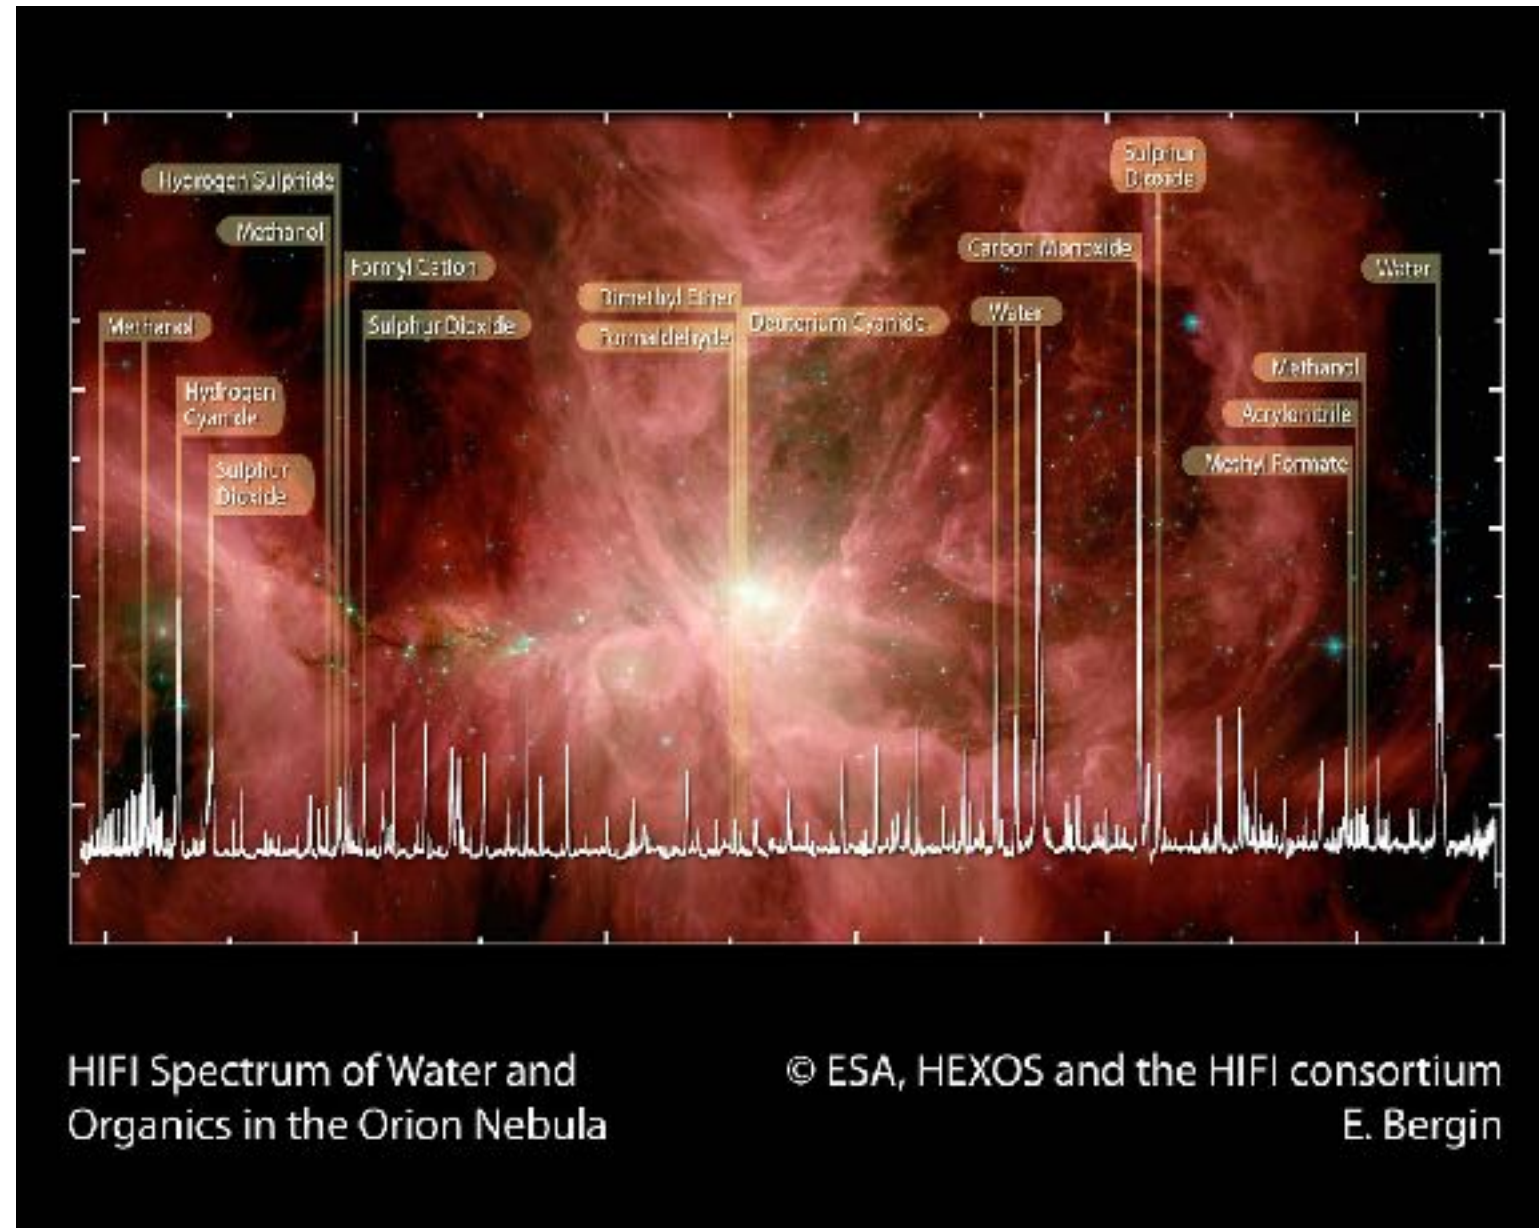 Sulphur
Dioxide
Hydrogen Sulphide
Methanol
Carbon Monoxide
Formyl Cation
Water
Dimethyl Ether
Water
Methanol
Sulphur Dioxide
Deuterium Cyanide
Formaldehyde
Methanol
Hydrogen
Cyanide
Acrylonitrile
Methyl Formate
Sulphur
Dioxide
HIFI Spectrum of Water and
Organics in the Orion Nebula
© ESA, HEXOS and the HIFI consortium
E. Bergin